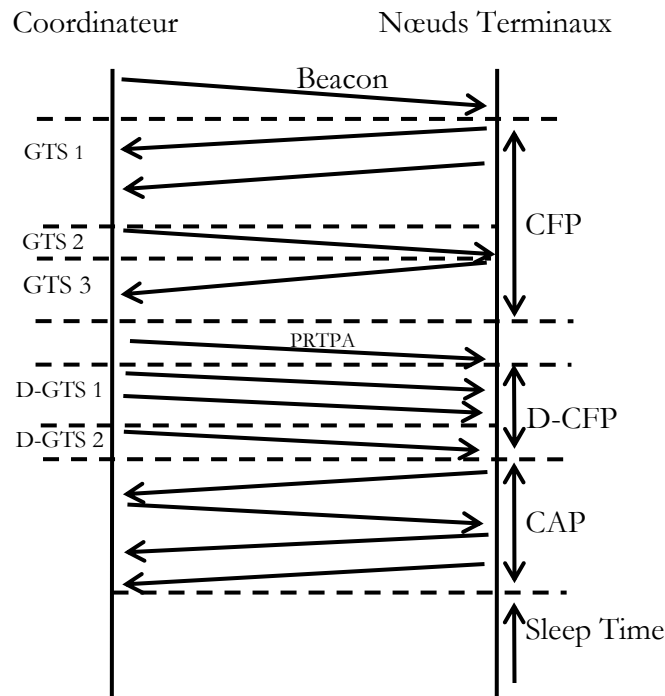 Coordinateur
Nœuds Terminaux
Beacon
GTS 1
CFP
GTS 2
GTS 3
PRTPA
D-GTS 1
D-CFP
D-GTS 2
CAP
Sleep Time